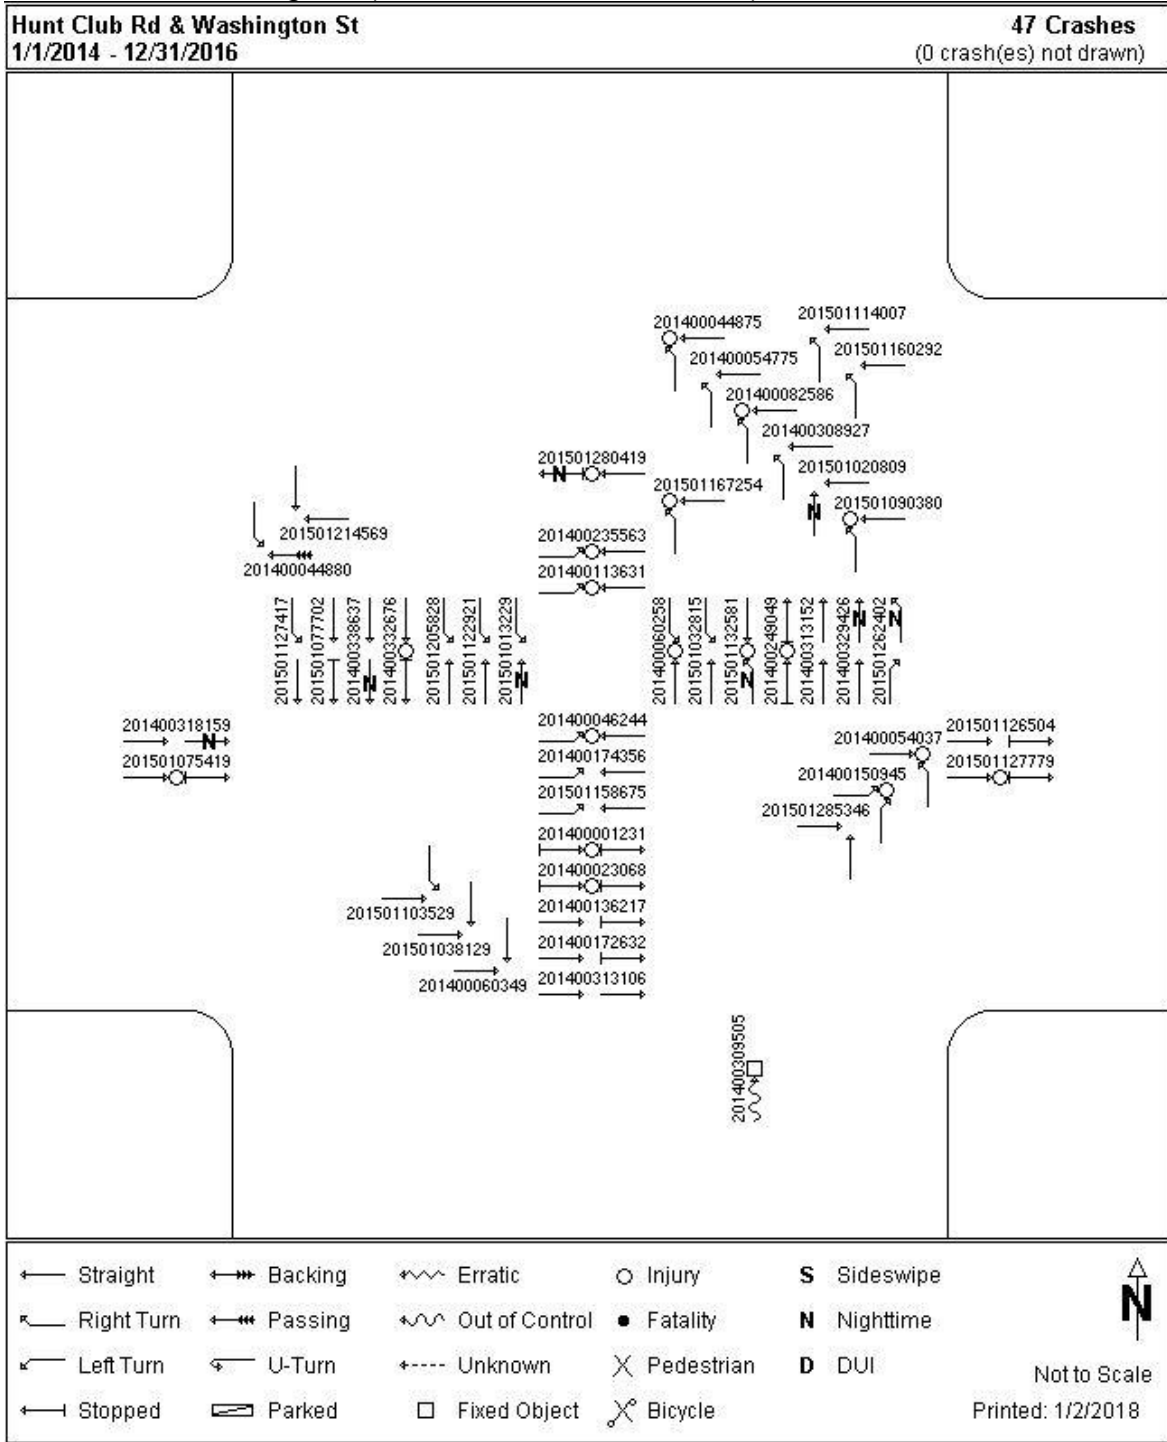 Hunt Club Rd & Washington St
47 Crashes
1/1/2014 - 12/31/2016
(0 crash(es) not drawn)
201400044875
201501114007
201400054775
201501160292
201400082586
201400308927
201501280419
N
201501020809
201501167254
N
201501090380
201501214569
201400235563
201400044880
201400113631
201501127417
201501077702
201400338637
N
201400332676
201501205828
201501122921
201501013229
N
201400060258
201501032815
201501132581
N
201400249049
201400313152
201400329426
N
201501262402
N
201400318159
N
201400046244
201501126504
201400054037
201501075419
201400174356
201501127779
201400150945
201501158675
201501285346
201400001231
201400023068
201501103529
201400136217
201501038129
201400172632
201400060349
201400313106
201400309505
Straight
Backing
Erratic
Injury
S Sideswipe
Right Turn
Passing
Out of Control
Fatality
N Nighttime
N
Left Turn
U-Turn
Unknown
Pedestrian
D DUI
Not to Scale
Stopped
Parked
Fixed Object
Bicycle
Printed: 1/2/2018